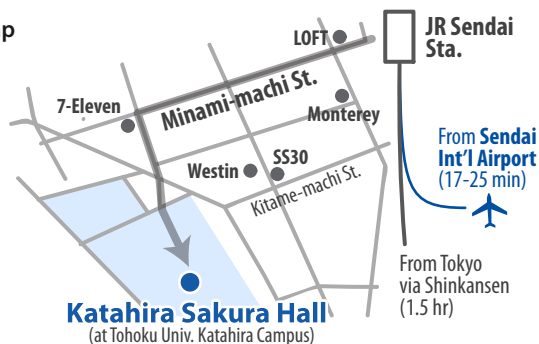 p
LOFT
JR Sendai
Sta.
7-Eleven
Minami-machi St.
Monterey
From Sendai
Int'l Airport
(17-25 min)
Westin
SS30
Kitame-machi St.
From Tokyo
via Shinkansen
(1.5 hr)
Katahira Sakura Hall
(at Tohoku Univ. Katahira Campus)